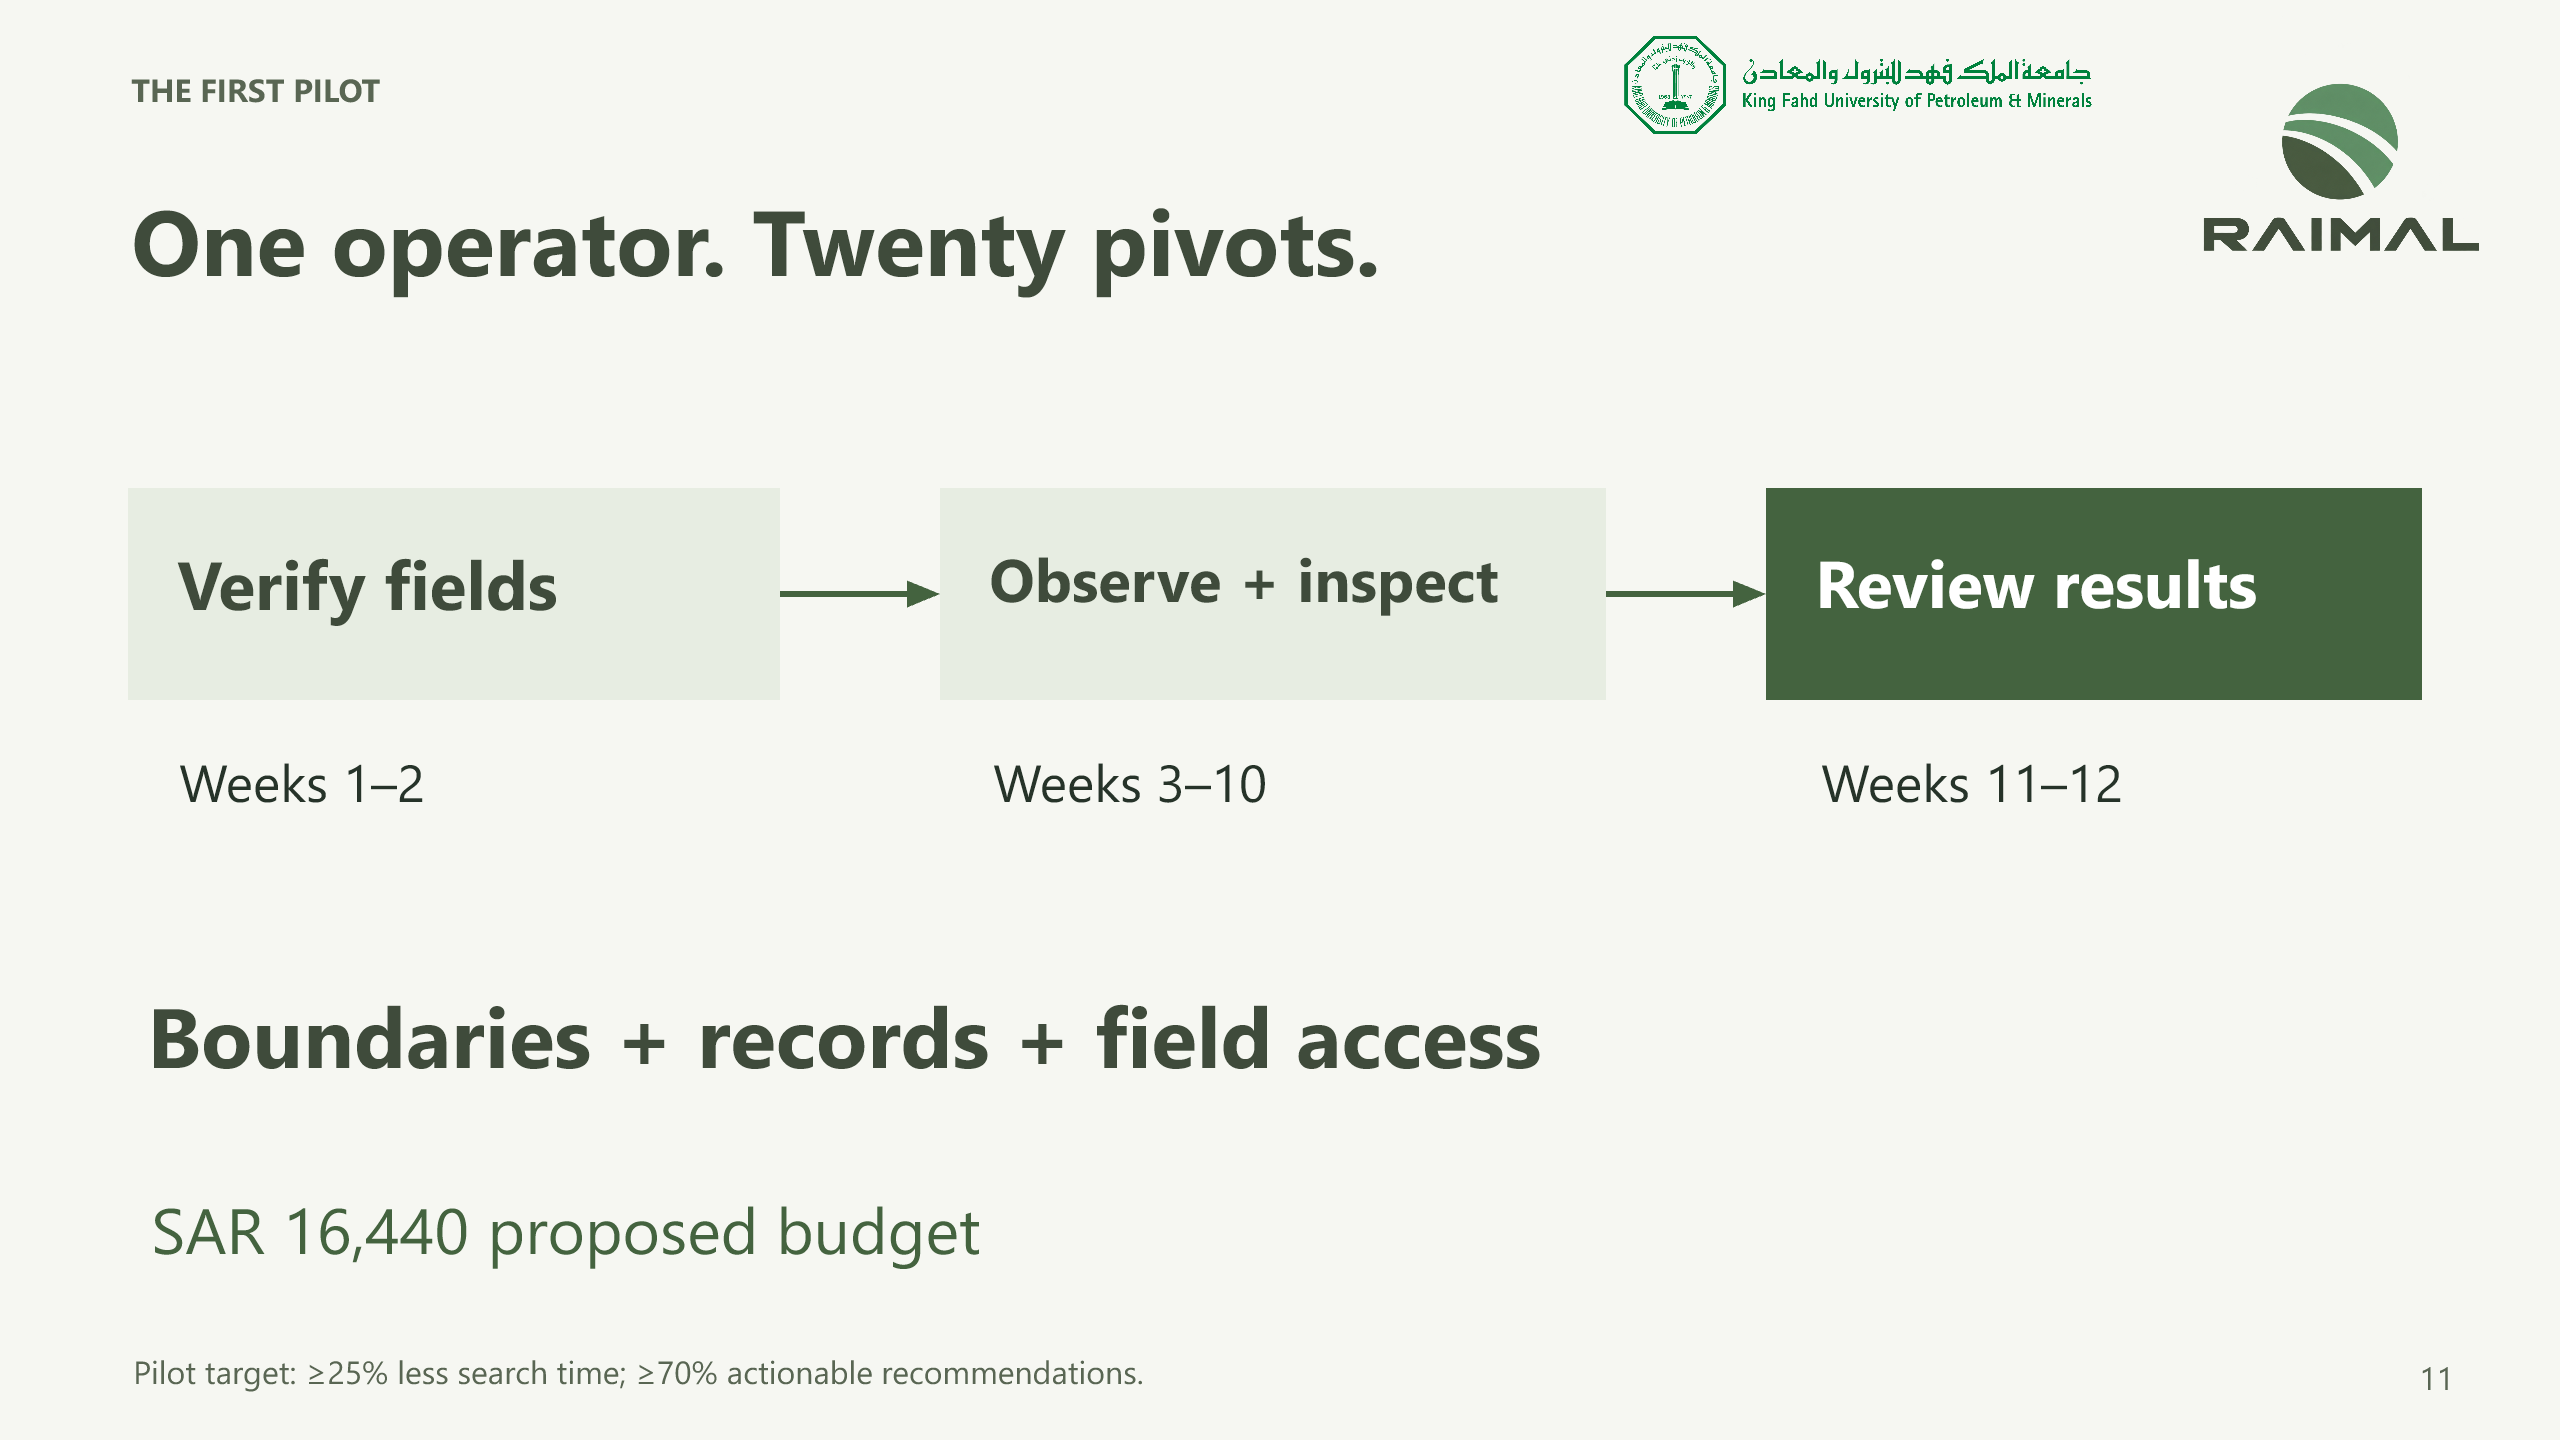 THE FIRST PILOT
جامعة الملك فهد للبترول والمعادن
King Fahd University of Petroleum & Minerals
RAIMAL
One operator. Twenty pivots.
Verify fields
Observe + inspect
Review results
Weeks 1–2
Weeks 3–10
Weeks 11–12
Boundaries + records + field access
SAR 16,440 proposed budget
Pilot target: ≥25% less search time; ≥70% actionable recommendations.
11